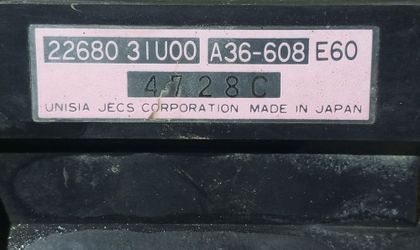 22680 31U00 A36-608 E60
4728C
UNISIA JECS CORPORATION MADE IN JAPAN